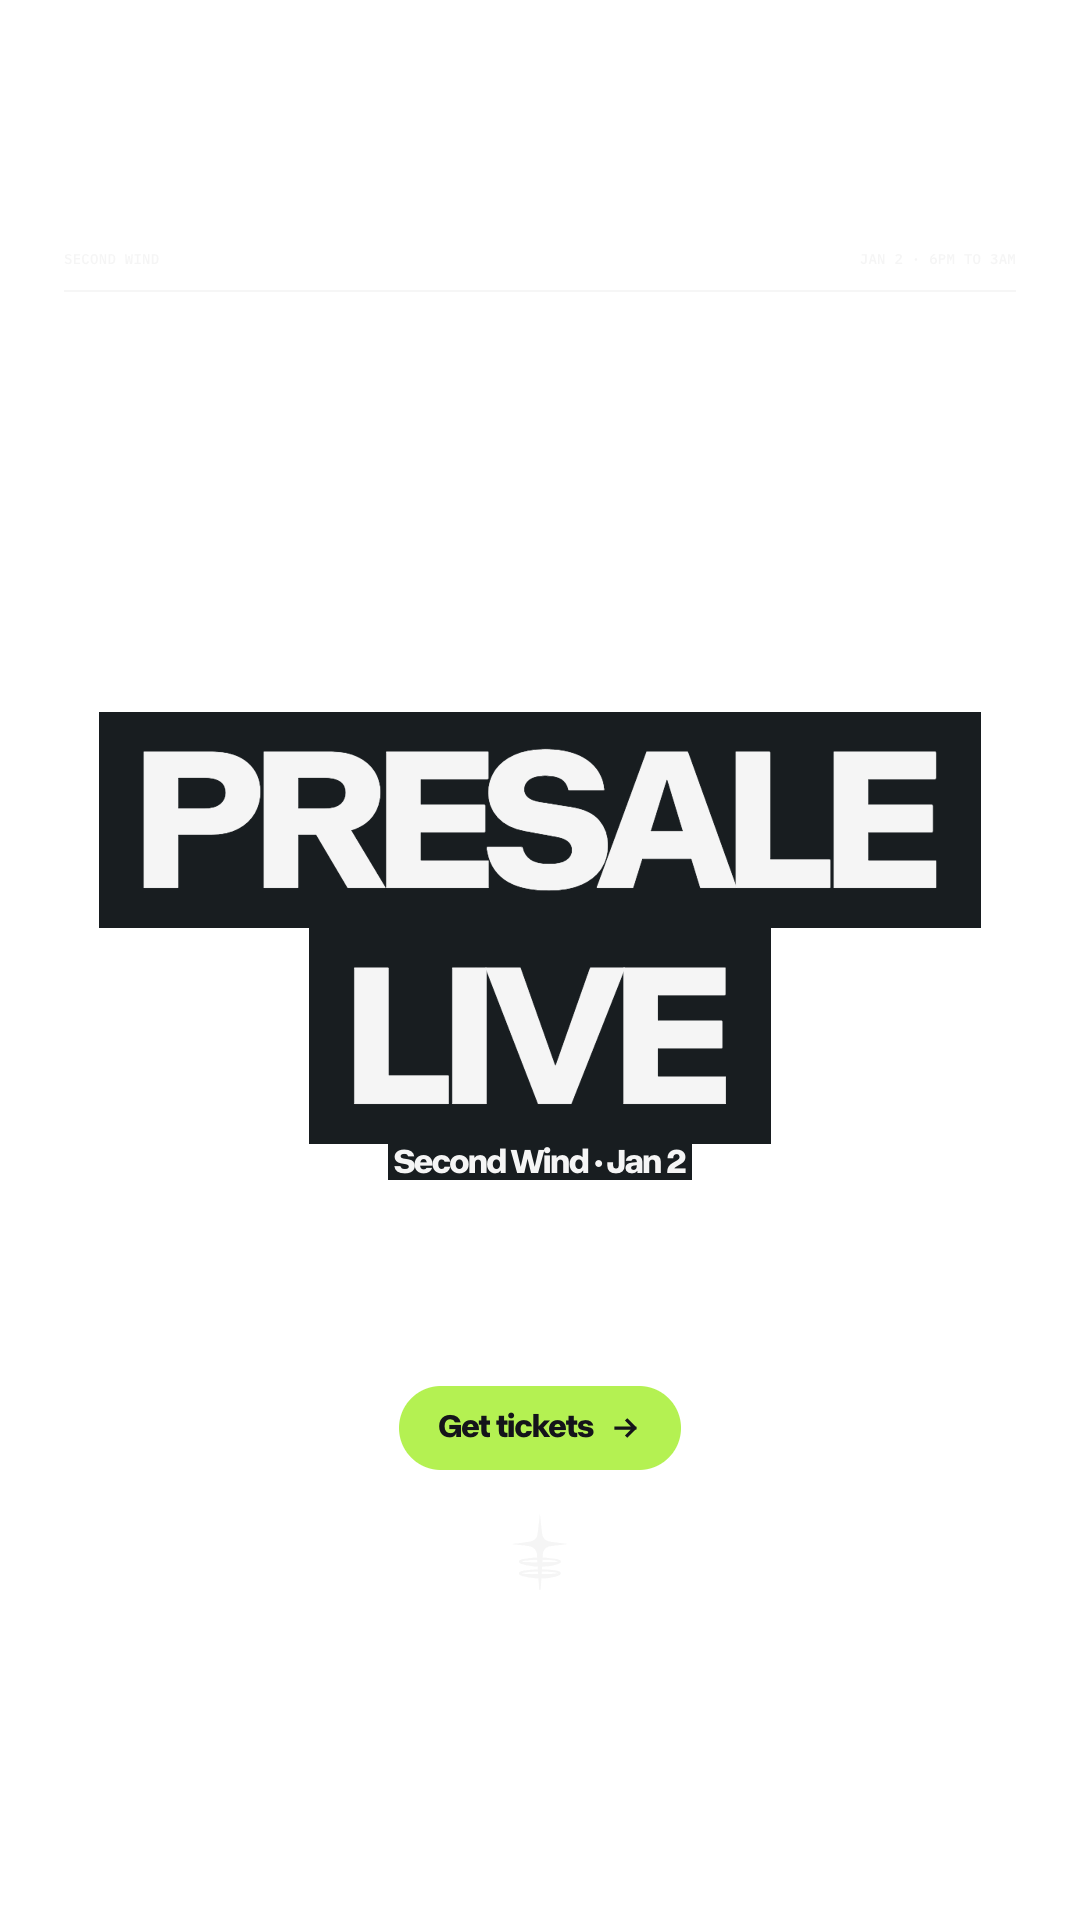 SECOND WIND
JAN 2 · 6PM TO 3AM
PRESALE
LIVE
Second Wind · Jan 2
Get tickets →